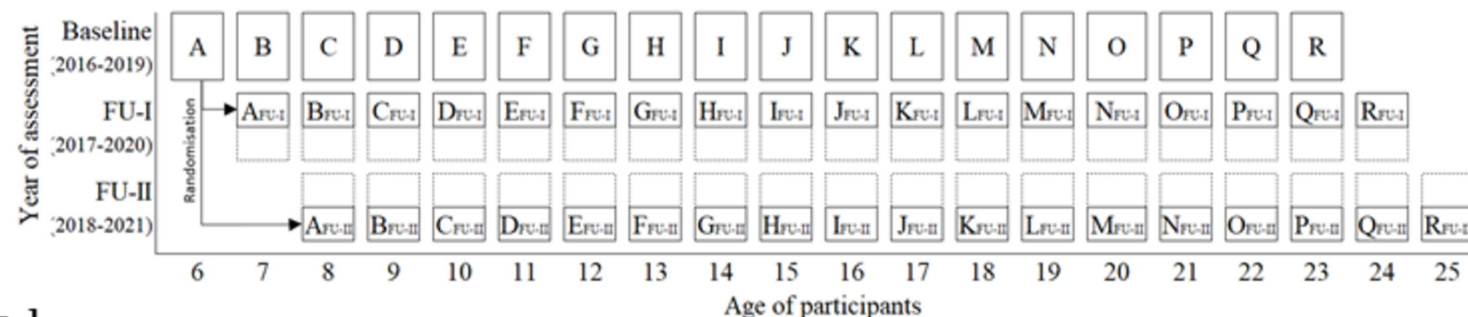 Year of assessment
Baseline A B C D E F G H I J K L M N O P Q R
(2016-2019)
Randomisation
FU-I AFU-I BFU-I CFU-I DFU-I EFU-I FFU-I GFU-I HFU-I IFU-I JFU-I KFU-I LFU-I MFU-I NFU-I OFU-I PFU-I QFU-I RFU-I
(2017-2020)
FU-II
(2018-2021) AFU-II BFU-II CFU-II DFU-II EFU-II FFU-II GFU-II HFU-II IFU-II JFU-II KFU-II LFU-II MFU-II NFU-II OFU-II PFU-II QFU-II RFU-I
6 7 8 9 10 11 12 13 14 15 16 17 18 19 20 21 22 23 24 25
Age of participants